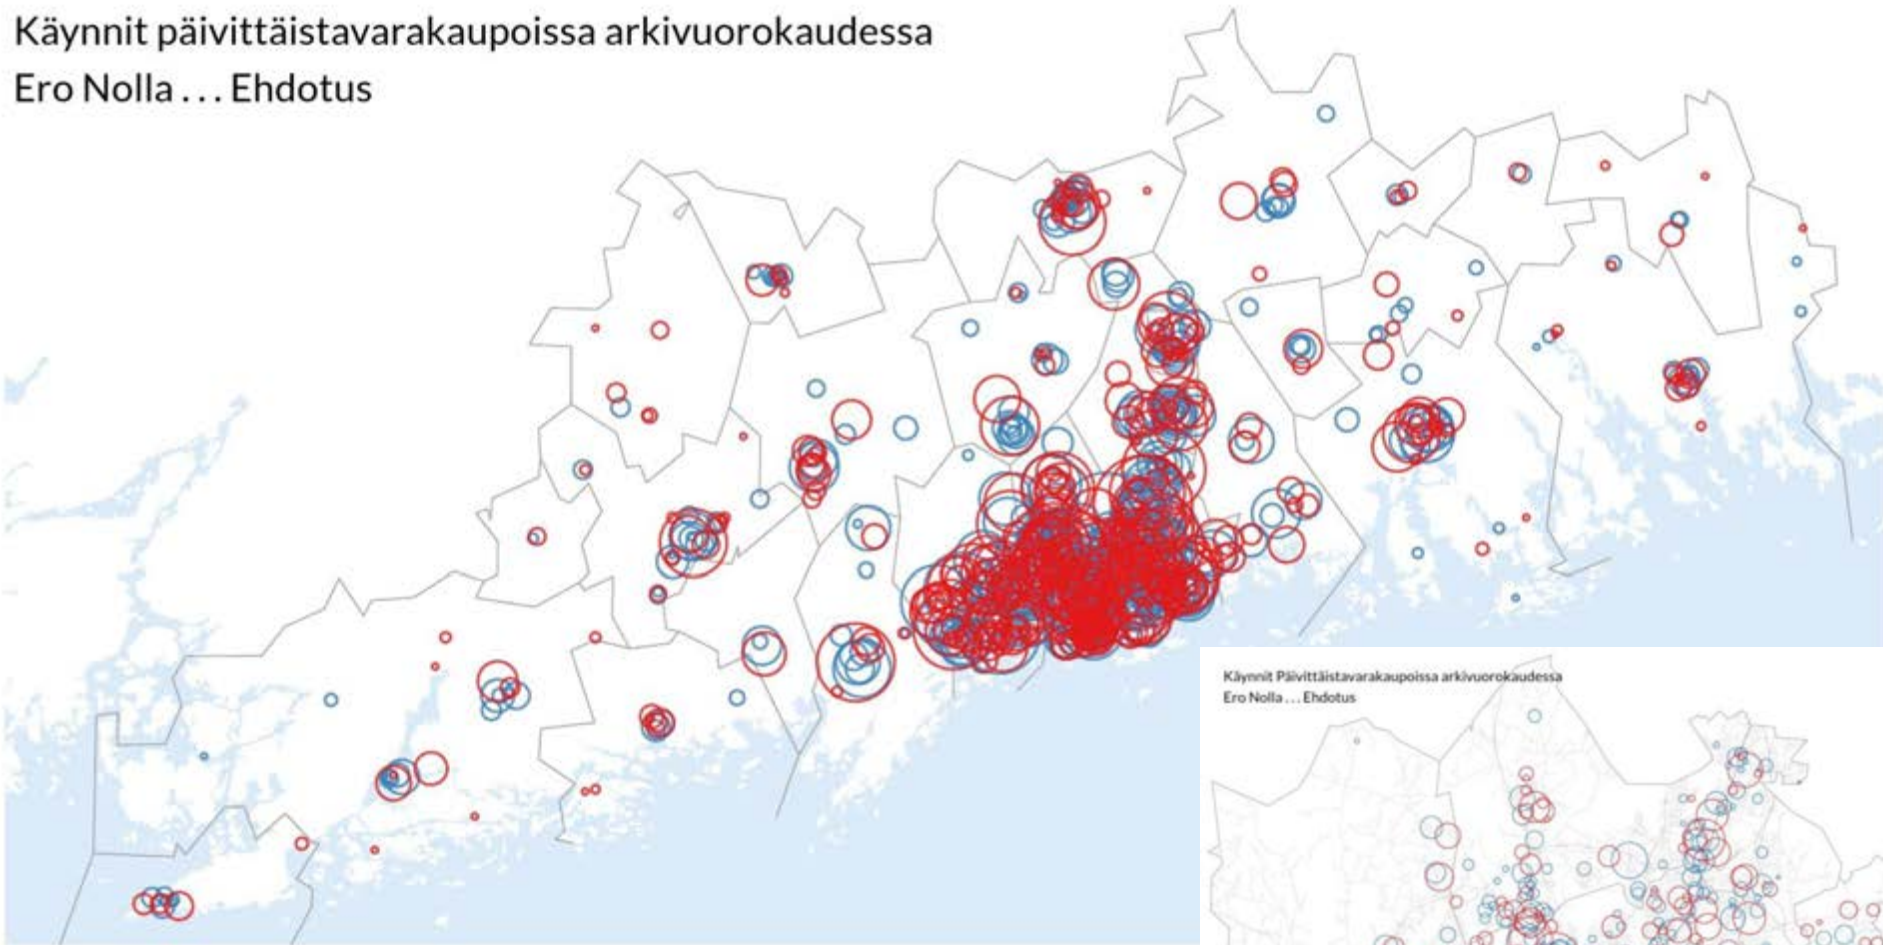 Käynnit päivittäistavarakaupoissa arkivuorokaudessa
Ero Nolla . . . Ehdotus
Käynnit Päivittäistavarakaupoissa arkivuorokaudessa
Ero Nolla . . . Ehdotus